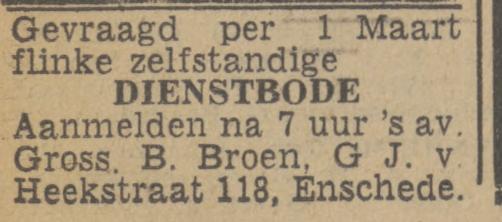 Gevraagd per 1 Maart
flinke zelfstandige
DIENSTBODE
Aanmelden na 7 uur 's av.
Gross. B. Broen, G J. v
Heekstraat 118, Enschede.